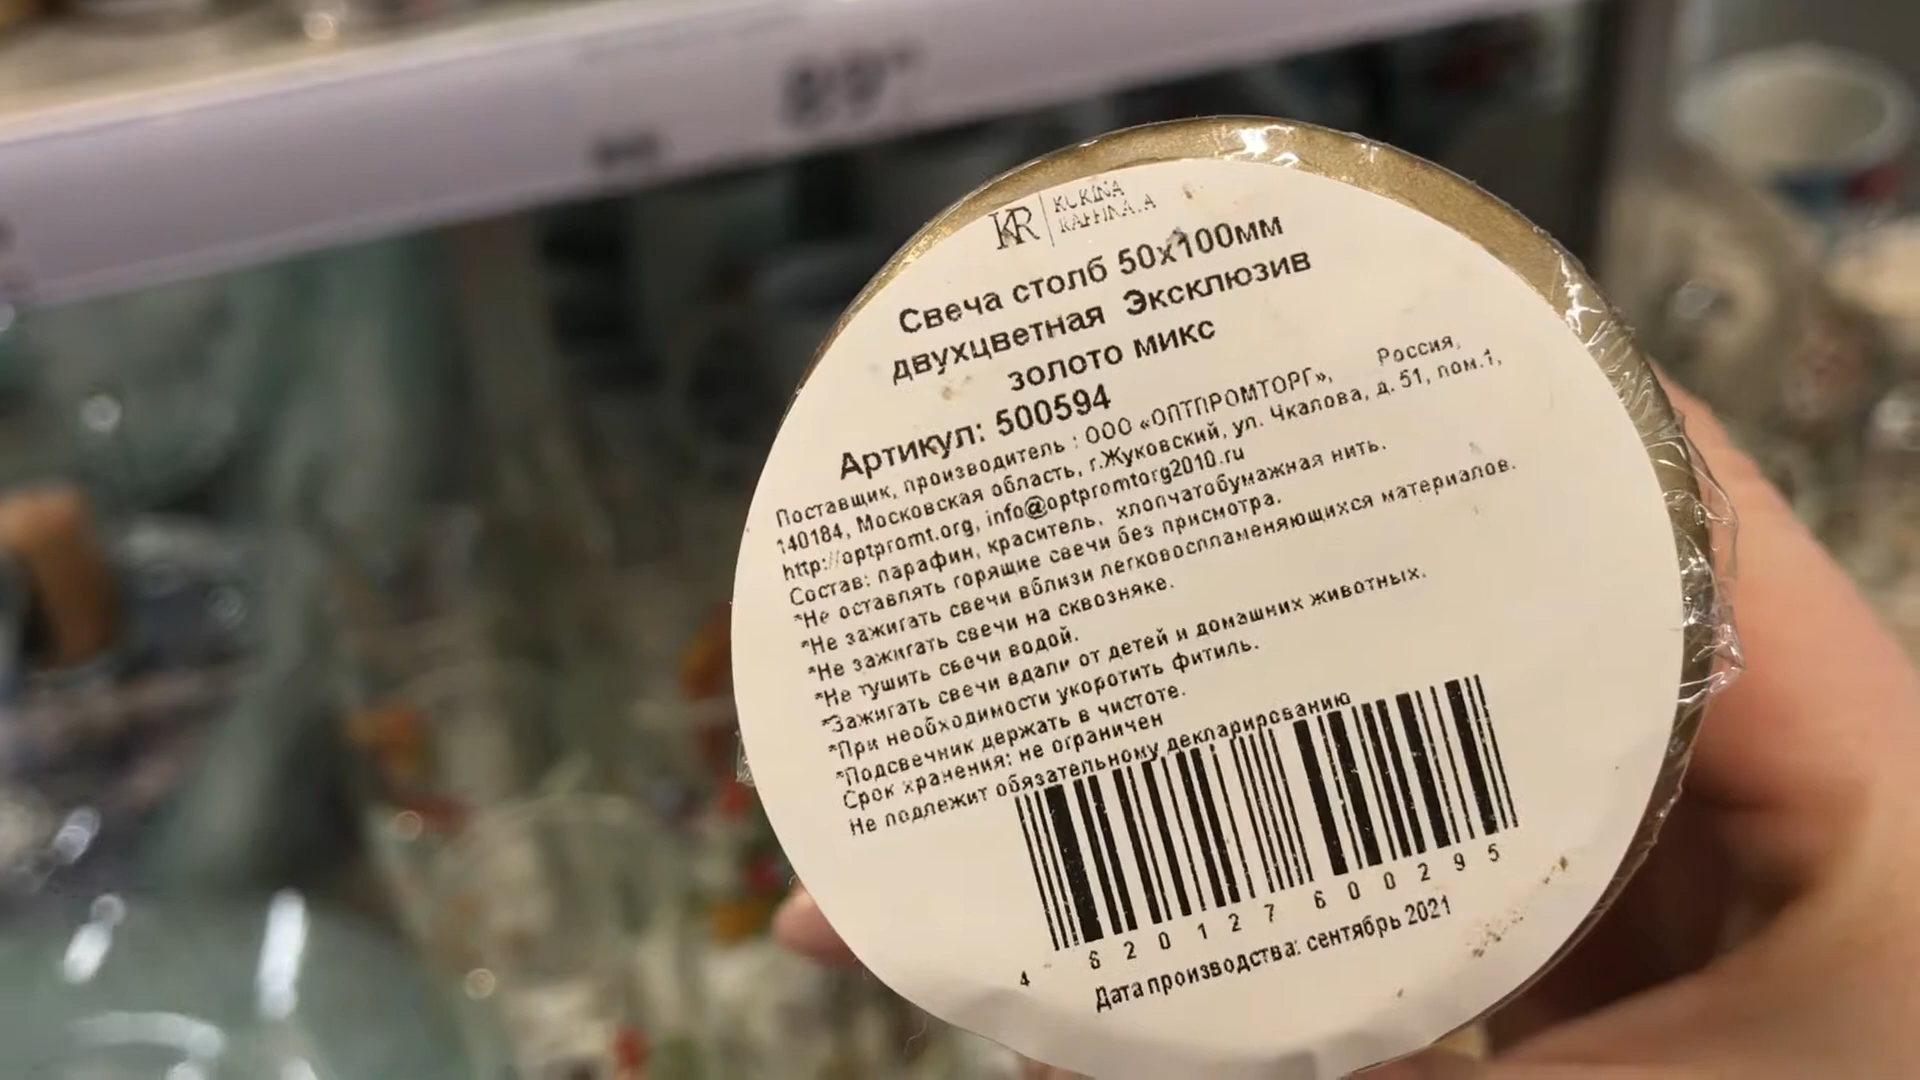 89
KR
KUKINA
RAFFINATA
Свеча столб 50х100мм
двухцветная Эксклюзив
золото микс
Артикул: 500594
Поставщик, производитель : ООО «ОПТПРОМТОРГ», Россия,
140184, Московская область, г.Жуковский, ул. Чкалова, д. 51, пом.1,
http://optpromt.org, info@optpromtorg2010.ru
Состав: парафин, краситель, хлопчатобумажная нить.
*Не оставлять горящие свечи без присмотра.
*Не зажигать свечи вблизи легковоспламеняющихся материалов.
*Не зажигать свечи на сквозняке.
*Не тушить свечи водой.
*Зажигать свечи вдали от детей и домашних животных.
*При необходимости укоротить фитиль.
*Подсвечник держать в чистоте.
Срок хранения: не ограничен
Не подлежит обязательному декларированию
4 620127 600295
Дата производства: сентябрь 2021